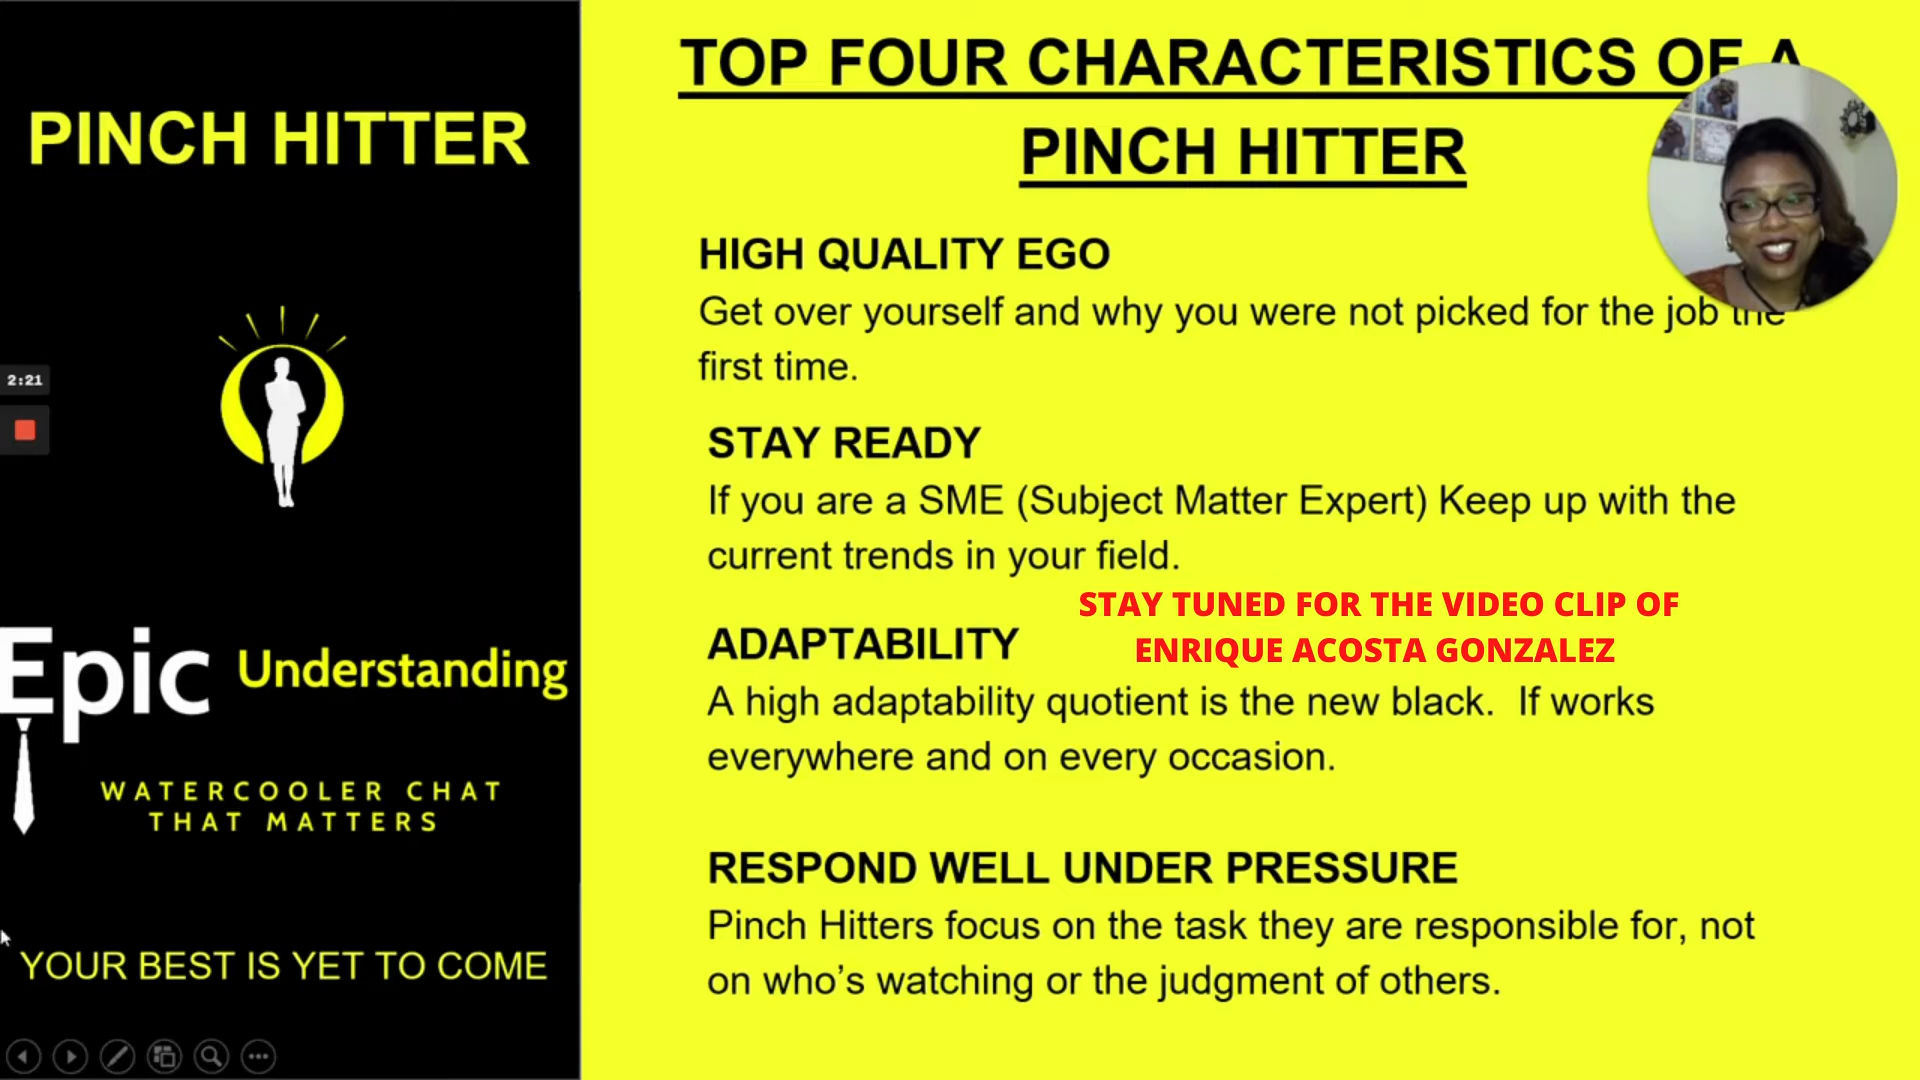 PINCH HITTER
2:21
Epic Understanding
WATERCOOLER CHAT
THAT MATTERS
YOUR BEST IS YET TO COME
TOP FOUR CHARACTERISTICS OF A
PINCH HITTER
HIGH QUALITY EGO
Get over yourself and why you were not picked for the job the
first time.
STAY READY
If you are a SME (Subject Matter Expert) Keep up with the
current trends in your field.
STAY TUNED FOR THE VIDEO CLIP OF
ENRIQUE ACOSTA GONZALEZ
ADAPTABILITY
A high adaptability quotient is the new black.  If works
everywhere and on every occasion.
RESPOND WELL UNDER PRESSURE
Pinch Hitters focus on the task they are responsible for, not
on who’s watching or the judgment of others.